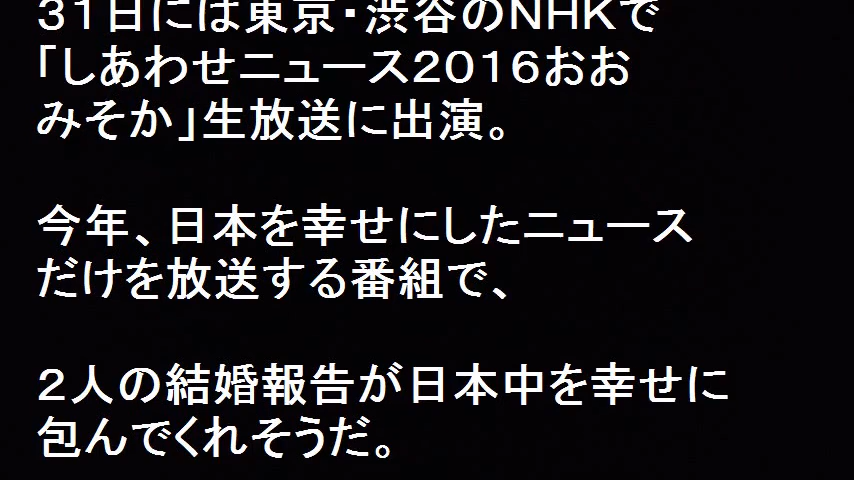 ３１日には東京・渋谷のＮＨＫで
「しあわせニュース２０１６おお
みそか」生放送に出演。
今年、日本を幸せにしたニュース
だけを放送する番組で、
２人の結婚報告が日本中を幸せに
包んでくれそうだ。